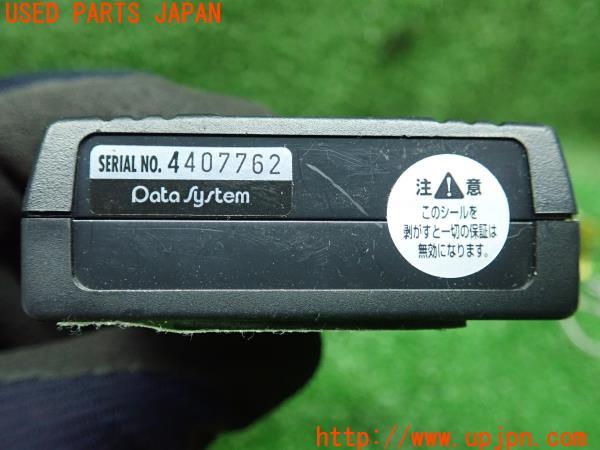 USED PARTS JAPAN
SERIAL NO. 4407762
Data System
注 意
このシールを
剥がすと一切の保証は
無効になります。
http://www.upjpn.com